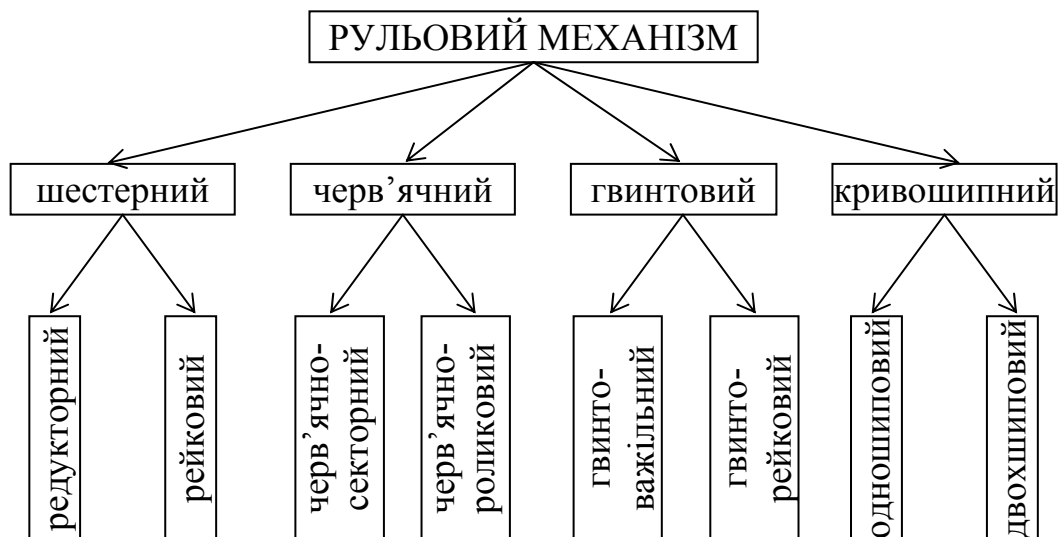 РУЛЬОВИЙ МЕХАНІЗМ
шестерний
черв’ячний
гвинтовий
кривошипний
редукторний
рейковий
черв’ячно-
секторний
черв’ячно-
роликовий
гвинто-
важільний
гвинто-
рейковий
одношиповий
двохшиповий